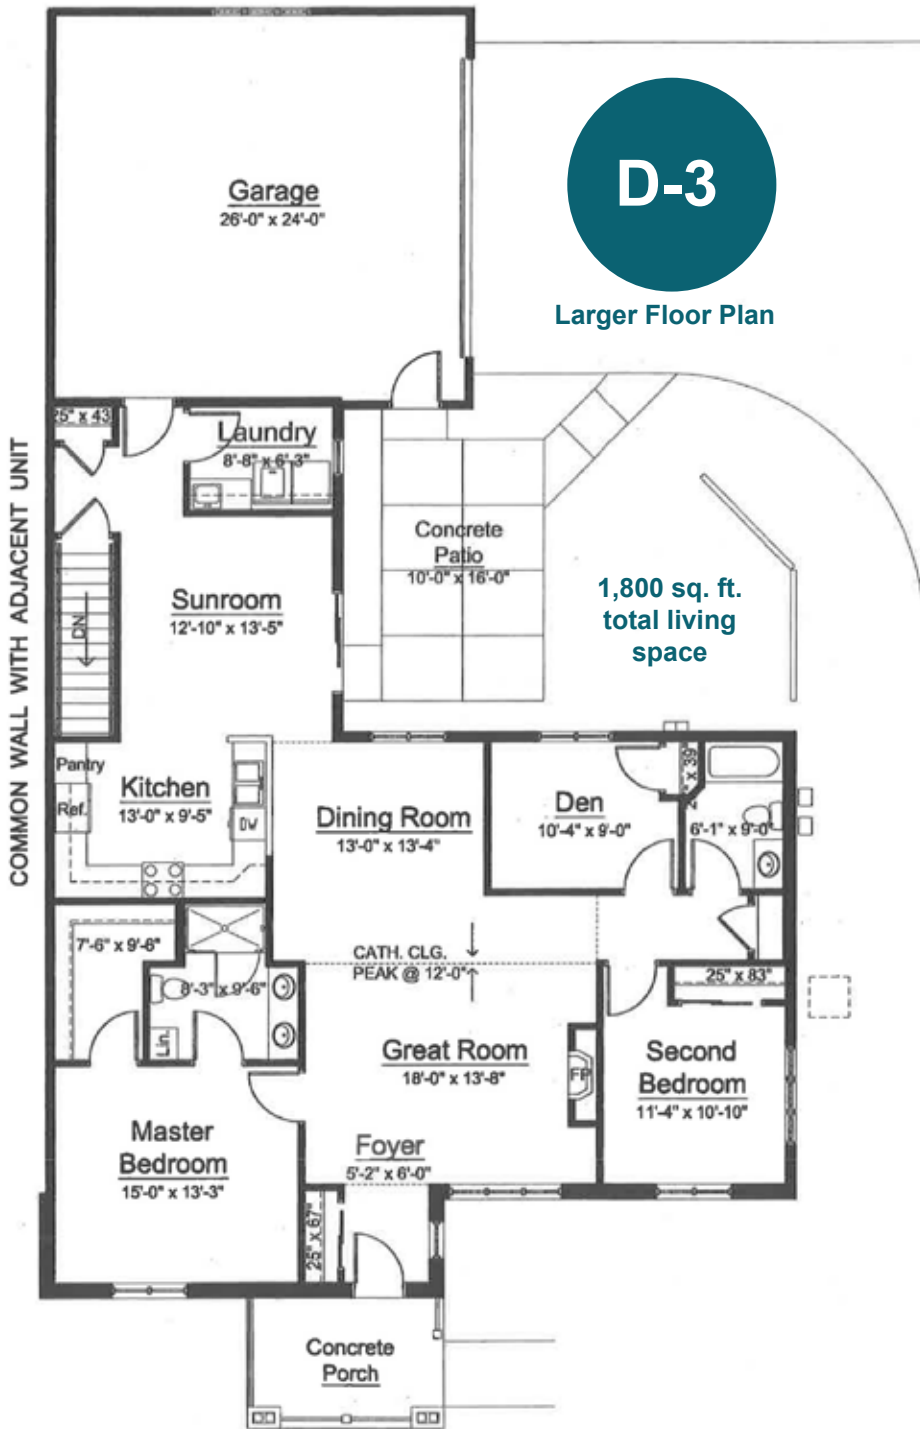 Garage
26'-0" x 24'-0"
D-3
Larger Floor Plan
25" x 43
Laundry
8'-8" x 6'-3"
COMMON WALL WITH ADJACENT UNIT
Concrete
Patio
10'-0" x 16'-0"
Sunroom
12'-10" x 13'-5"
DN
1,800 sq. ft.
total living
space
Pantry
Ref.
Kitchen
13'-0" x 9'-5"
DW
Dining Room
13'-0" x 13'-4"
Den
10'-4" x 9'-0"
x 39"
6'-1" x 9'-0"
7'-6" x 9'-6"
8'-3" x 9'-6"
Lin.
CATH. CLG.
PEAK @ 12'-0"
25" x 83"
Great Room
18'-0" x 13'-8"
FP
Second
Bedroom
11'-4" x 10'-10"
Master
Bedroom
15'-0" x 13'-3"
Foyer
5'-2" x 6'-0"
25" x 67"
Concrete
Porch